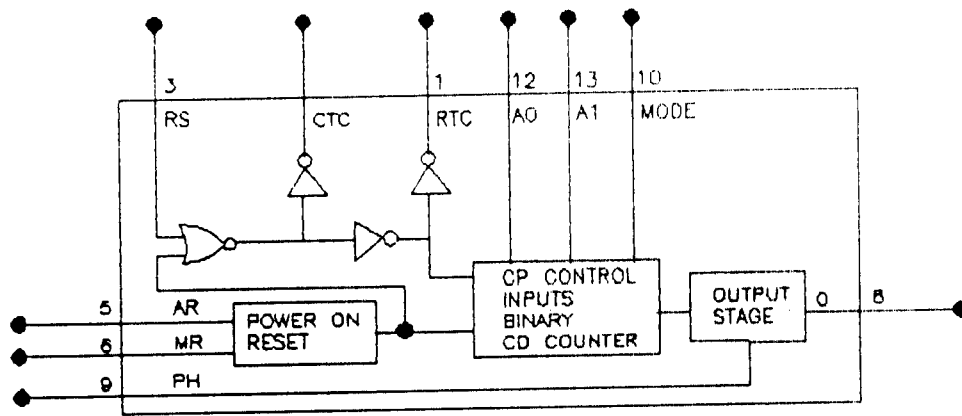 3 1 12 13 10
RS CTC RTC A0 A1 MODE
CP CONTROL
INPUTS
BINARY
CD COUNTER
OUTPUT
STAGE
O 8
5 AR
POWER ON
RESET
6 MR
9 PH